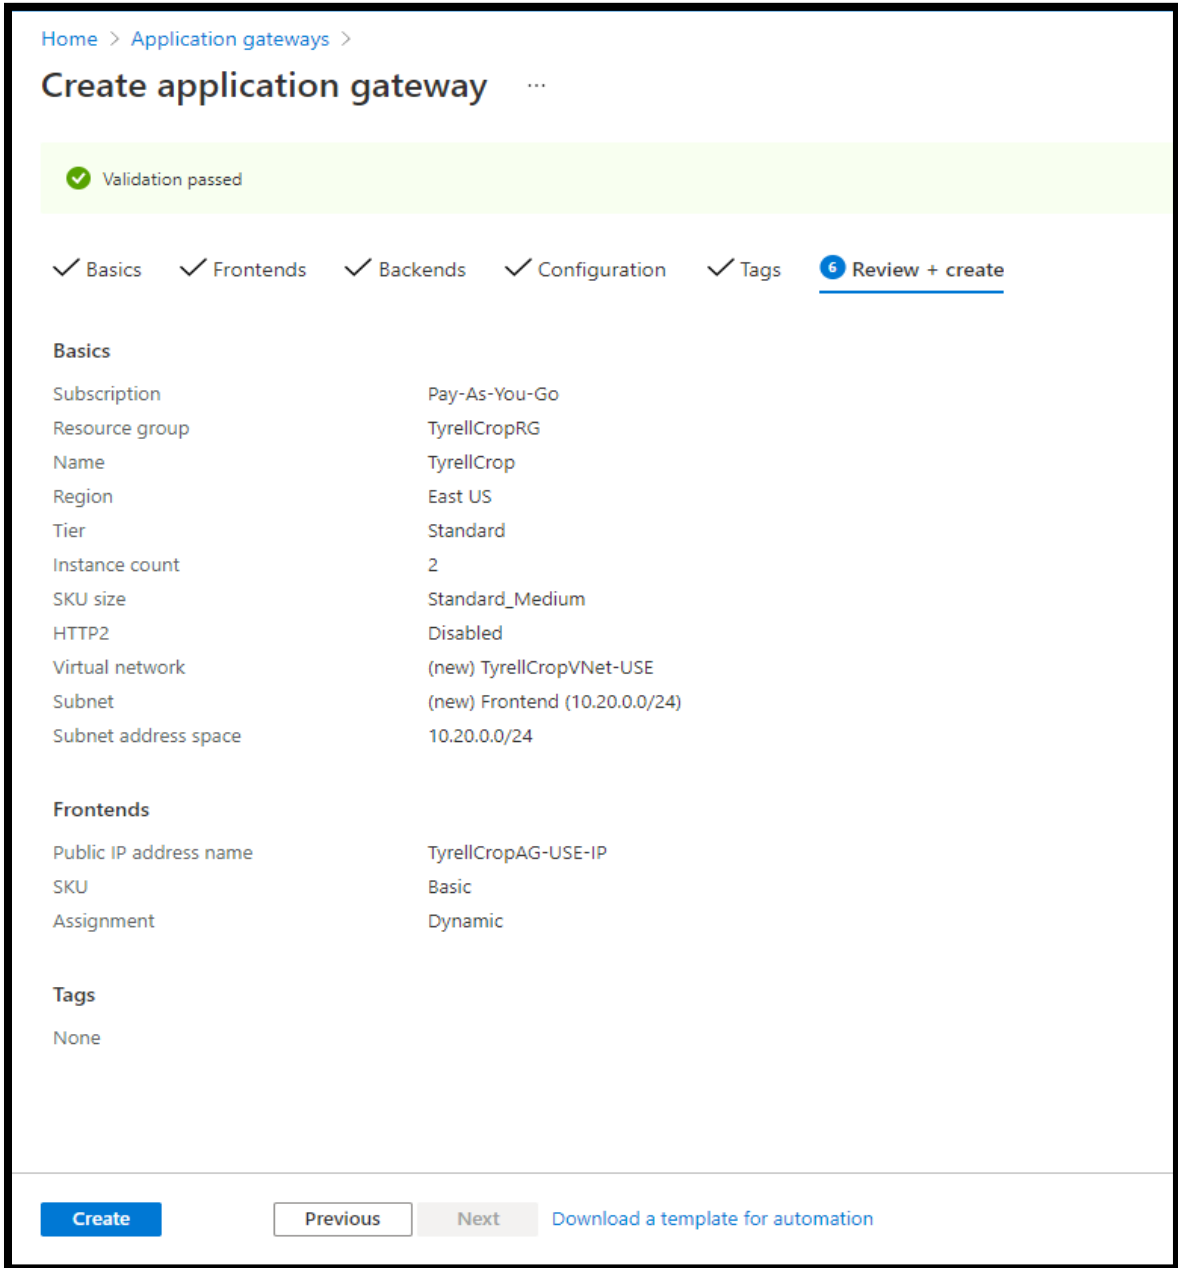 Home > Application gateways >
Create application gateway ...
Validation passed
Basics Frontends Backends Configuration Tags 6 Review + create
Basics
Subscription Pay-As-You-Go
Resource group TyrellCropRG
Name TyrellCrop
Region East US
Tier Standard
Instance count 2
SKU size Standard_Medium
HTTP2 Disabled
Virtual network (new) TyrellCropVNet-USE
Subnet (new) Frontend (10.20.0.0/24)
Subnet address space 10.20.0.0/24
Frontends
Public IP address name TyrellCropAG-USE-IP
SKU Basic
Assignment Dynamic
Tags
None
Create Previous Next Download a template for automation